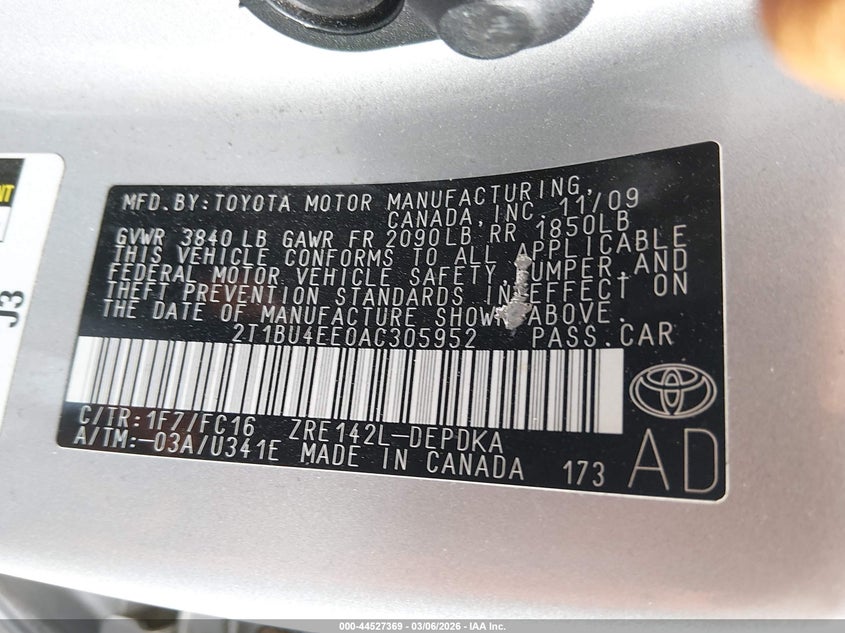 MFD.BY:TOYOTA MOTOR MANUFACTURING,
CANADA,INC. 11/09
GVWR 3840 LB GAWR FR 2090LB RR 1850LB
THIS VEHICLE CONFORMS TO ALL APPLICABLE
FEDERAL MOTOR VEHICLE SAFETY, UMPER,AND
THEFT PREVENTION STANDARDS IN EFFECT ON
THE DATE OF MANUFACTURE SHOWN ABOVE.
2T1BU4EE0AC305952 PASS.CAR
C/TR:1F7/FC16 ZRE142L-DEPDKA
A/TM:-03A/U341E MADE IN CANADA 173
AD
J3
000-44527369 | 03/06/2026 - IAA Inc.